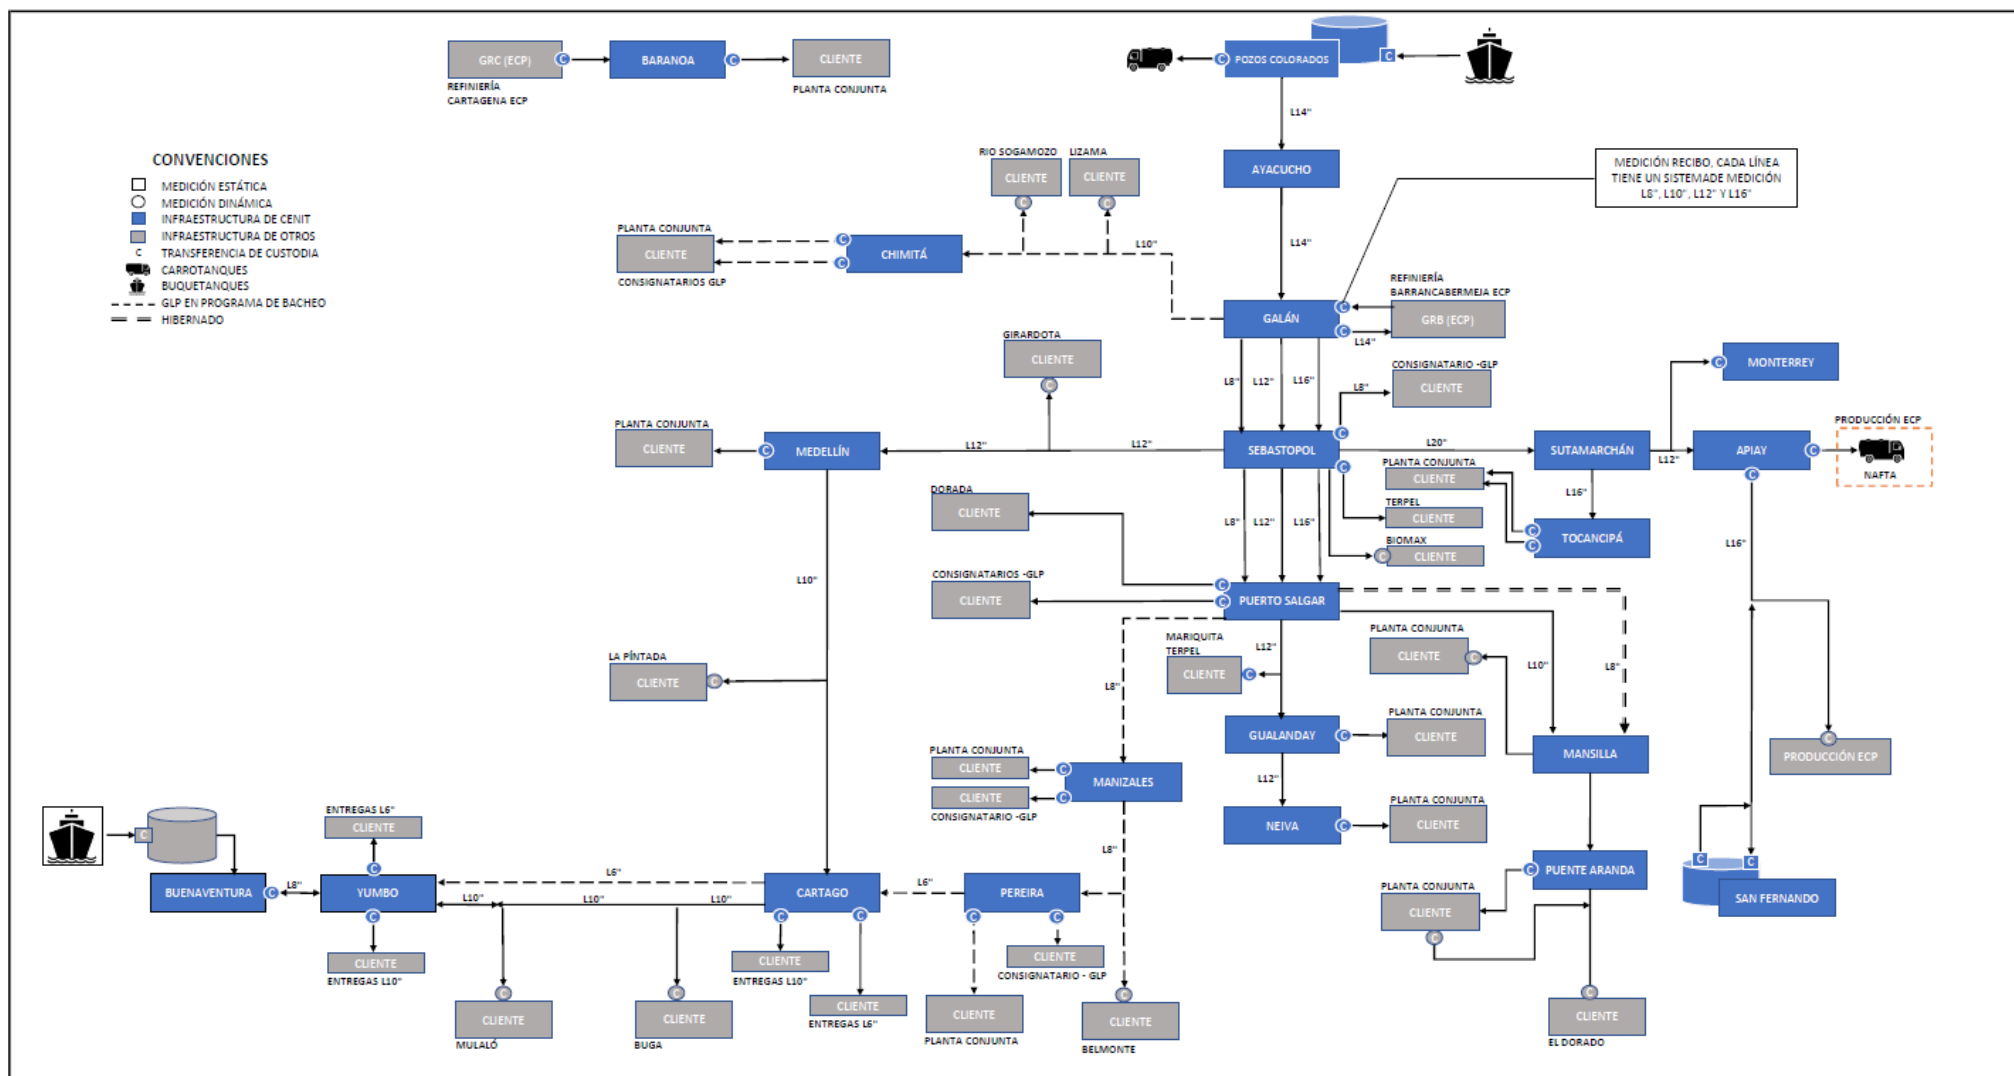 GRC (ECP)
C
BARANOA
C
CLIENTE
REFINIERÍA
CARTAGENA ECP
PLANTA CONJUNTA
C
POZOS COLORADOS
C
L14"
CONVENCIONES
MEDICIÓN ESTÁTICA
MEDICIÓN DINÁMICA
INFRAESTRUCTURA DE CENIT
INFRAESTRUCTURA DE OTROS
C TRANSFERENCIA DE CUSTODIA
CARROTANQUES
BUQUETANQUES
GLP EN PROGRAMA DE BACHEO
HIBERNADO
RIO SOGAMOZO
LIZAMA
CLIENTE
CLIENTE
C
C
AYACUCHO
MEDICIÓN RECIBO, CADA LÍNEA
TIENE UN SISTEMADE MEDICIÓN
L8", L10", L12" Y L16"
PLANTA CONJUNTA
CLIENTE
CONSIGNATARIOS GLP
C
C
CHIMITÁ
L10"
L14"
REFINIERÍA
BARRANCABERMEJA ECP
GALÁN
C
C
GRB (ECP)
L14"
GIRARDOTA
CLIENTE
C
L8"
L12"
L16"
CONSIGNATARIO -GLP
CLIENTE
L8"
C
MONTERREY
PLANTA CONJUNTA
CLIENTE
C
MEDELLÍN
L12"
L12"
SEBASTOPOL
C
C
L20"
SUTAMARCHÁN
L12"
APIAY
C
C
PRODUCCIÓN ECP
NAFTA
PLANTA CONJUNTA
CLIENTE
TERPEL
CLIENTE
BIOMAX
C
CLIENTE
L16"
C
C
TOCANCIPÁ
L16"
DORADA
CLIENTE
L8"
L12"
L16"
L10"
CONSIGNATARIOS -GLP
CLIENTE
C
C
PUERTO SALGAR
L12"
MARIQUITA
TERPEL
CLIENTE
C
PLANTA CONJUNTA
CLIENTE
C
L10"
L8"
LA PÍNTADA
CLIENTE
C
L8"
GUALANDAY
C
PLANTA CONJUNTA
CLIENTE
MANSILLA
C
PRODUCCIÓN ECP
PLANTA CONJUNTA
CLIENTE
CLIENTE
CONSIGNATARIO -GLP
C
C
MANIZALES
L12"
NEIVA
C
PLANTA CONJUNTA
CLIENTE
C
ENTREGAS L6"
CLIENTE
C
BUENAVENTURA
C
L8"
YUMBO
C
L6"
L10"
L10"
L10"
CARTAGO
C
C
L6"
PEREIRA
C
C
L8"
C
PUENTE ARANDA
PLANTA CONJUNTA
CLIENTE
C
C
C
SAN FERNANDO
CLIENTE
ENTREGAS L10"
CLIENTE
ENTREGAS L10"
CLIENTE
CONSIGNATARIO - GLP
C
CLIENTE
MULALÓ
C
CLIENTE
BUGA
CLIENTE
ENTREGAS L6"
CLIENTE
PLANTA CONJUNTA
C
CLIENTE
BELMONTE
C
CLIENTE
EL DORADO